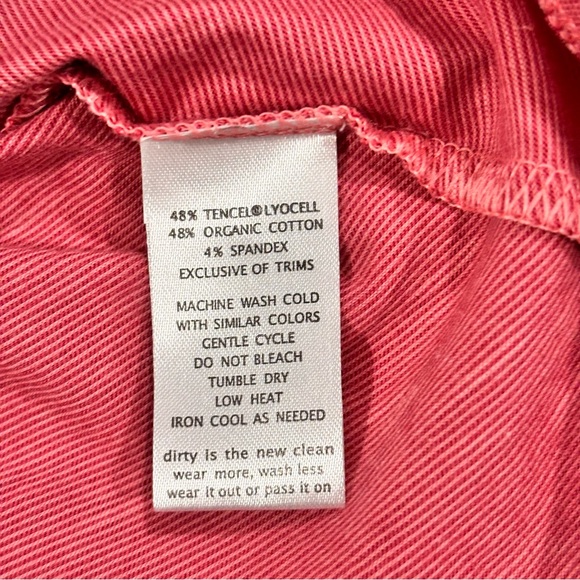 48% TENCEL®LYOCELL
48% ORGANIC COTTON
4% SPANDEX
EXCLUSIVE OF TRIMS
MACHINE WASH COLD
WITH SIMILAR COLORS
GENTLE CYCLE
DO NOT BLEACH
TUMBLE DRY
LOW HEAT
IRON COOL AS NEEDED
dirty is the new clean
wear more, wash less
wear it out or pass it on